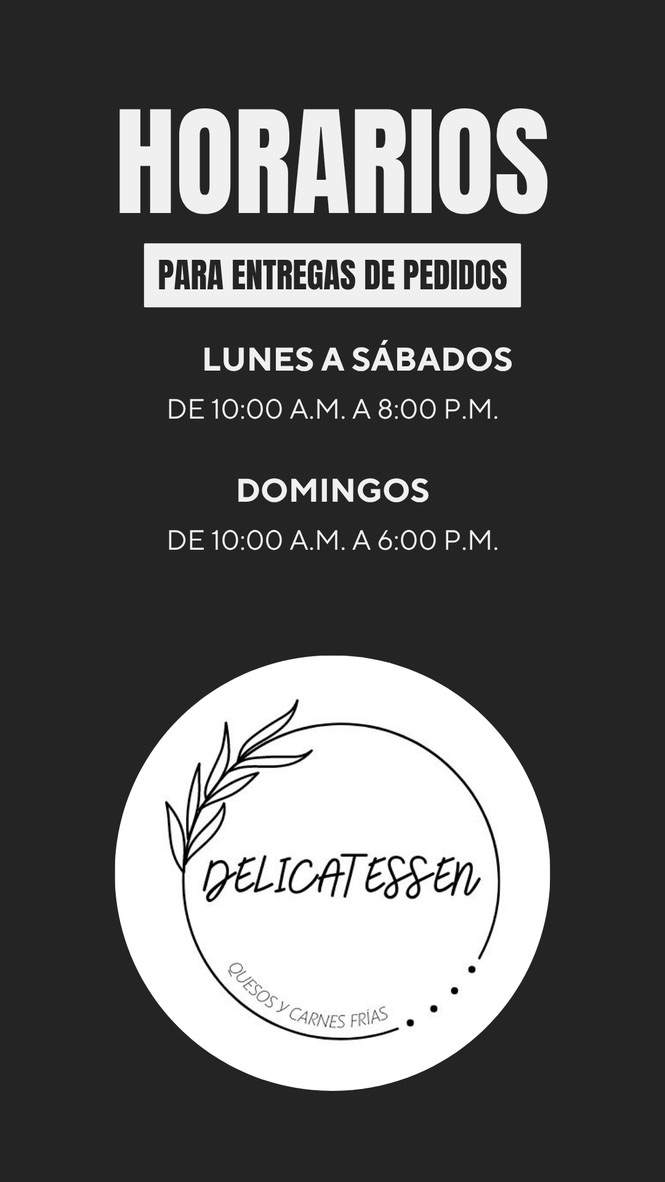 HORARIOS
PARA ENTREGAS DE PEDIDOS
LUNES A SÁBADOS
DE 10:00 A.M. A 8:00 P.M.
DOMINGOS
DE 10:00 A.M. A 6:00 P.M.
DELICATESSEN
QUESOS Y CARNES FRÍAS